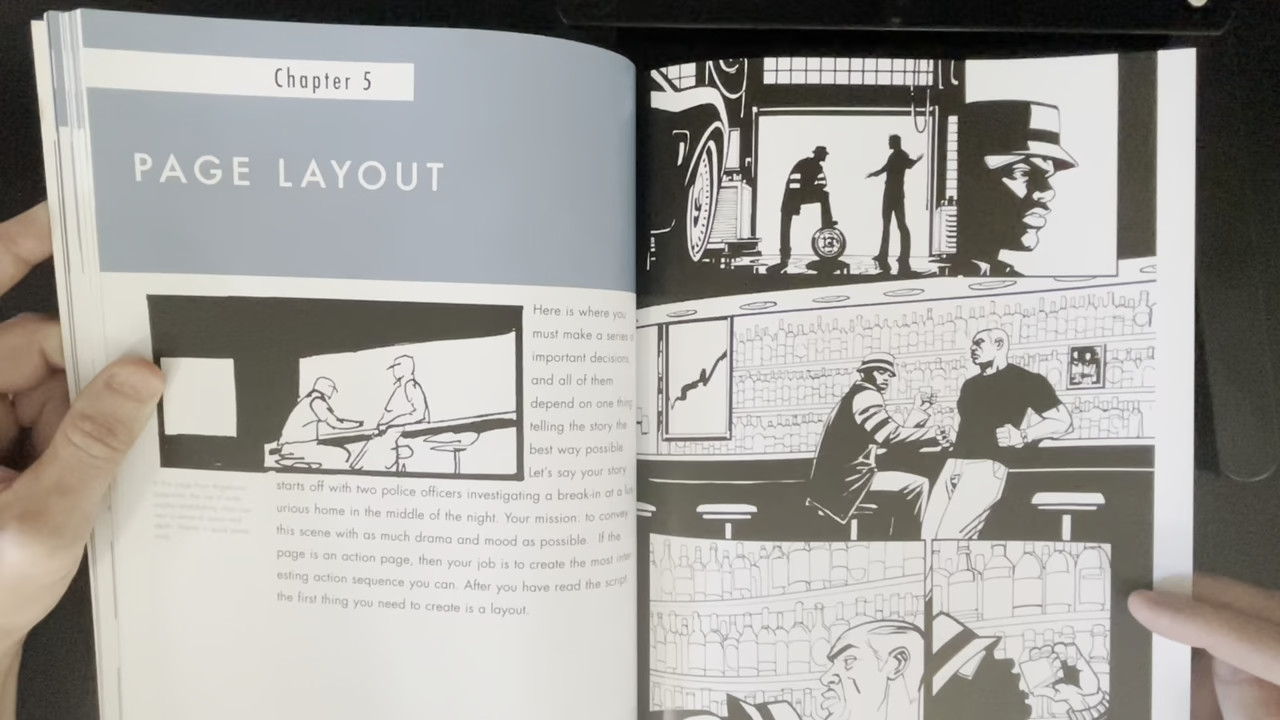 Chapter 5
PAGE LAYOUT
Here is where you
must make a series of
important decisions,
and all of them
depend on one thing:
telling the story the
best way possible.
Let's say your story
starts off with two police officers investigating a break-in at a
urious home in the middle of the night. Your mission: to convey
this scene with as much drama and mood as possible. If the
page is an action page, then your job is to create the most inter-
esting action sequence you can. After you have read the script,
the first thing you need to create is a layout.